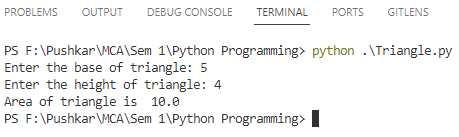 PROBLEMS OUTPUT DEBUG CONSOLE TERMINAL PORTS GITLENS
PS F:\Pushkar\MCA\Sem 1\Python Programming> python .\Triangle.py
Enter the base of triangle: 5
Enter the height of triangle: 4
Area of triangle is  10.0
PS F:\Pushkar\MCA\Sem 1\Python Programming>